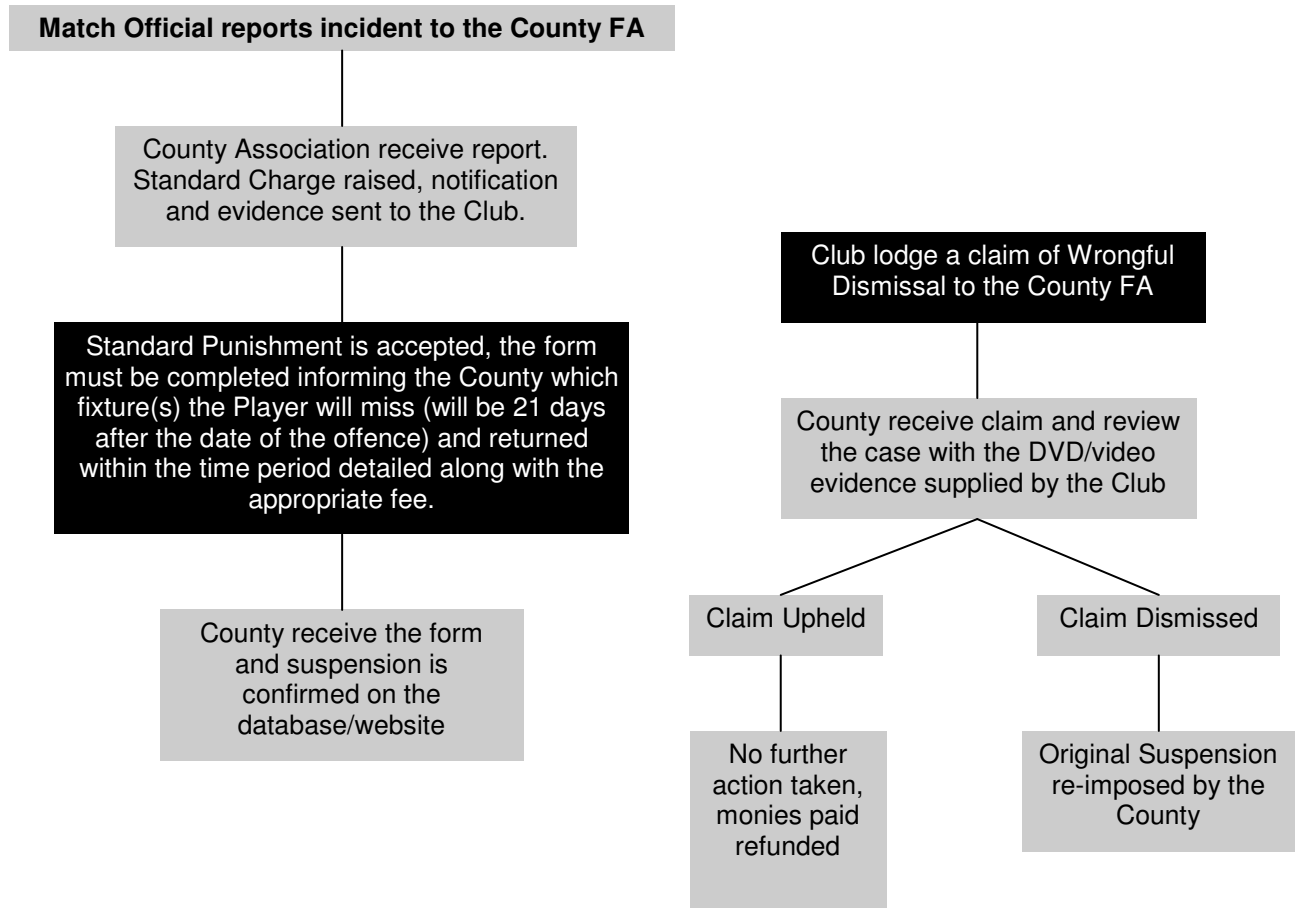 Match Official reports incident to the County FA
County Association receive report.
Standard Charge raised, notification
and evidence sent to the Club.
Standard Punishment is accepted, the form
must be completed informing the County which
fixture(s) the Player will miss (will be 21 days
after the date of the offence) and returned
within the time period detailed along with the
appropriate fee.
County receive the form
and suspension is
confirmed on the
database/website
Club lodge a claim of Wrongful
Dismissal to the County FA
County receive claim and review
the case with the DVD/video
evidence supplied by the Club
Claim Upheld
Claim Dismissed
No further
action taken,
monies paid
refunded
Original Suspension
re-imposed by the
County